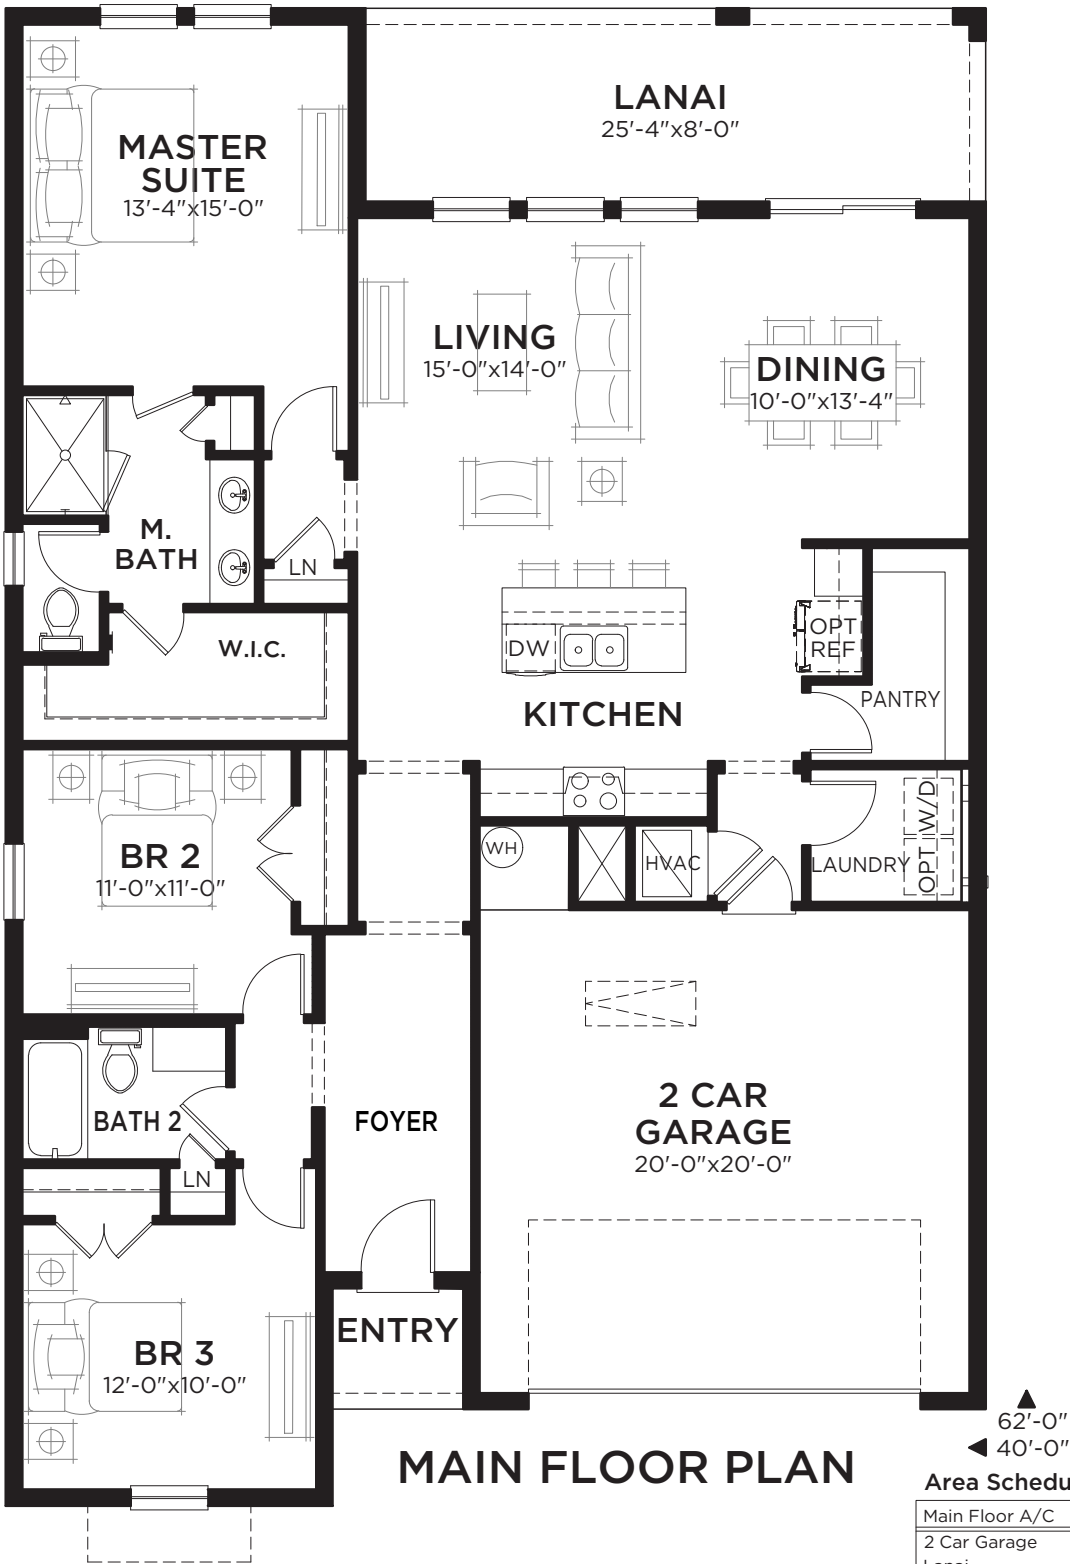 LANAI
25'-4"x8'-0"
MASTER
SUITE
13'-4"x15'-0"
LIVING
15'-0"x14'-0"
DINING
10'-0"x13'-4"
M.
BATH
LN
W.I.C.
DW
OPT
REF
KITCHEN
PANTRY
BR 2
11'-0"x11'-0"
WH
HVAC
LAUNDRY
OPT W/D
2 CAR
GARAGE
20'-0"x20'-0"
BATH 2
FOYER
LN
ENTRY
BR 3
12'-0"x10'-0"
MAIN FLOOR PLAN
62'-0"
40'-0"
Area Schedu
Main Floor A/C
2 Car Garage
Lanai